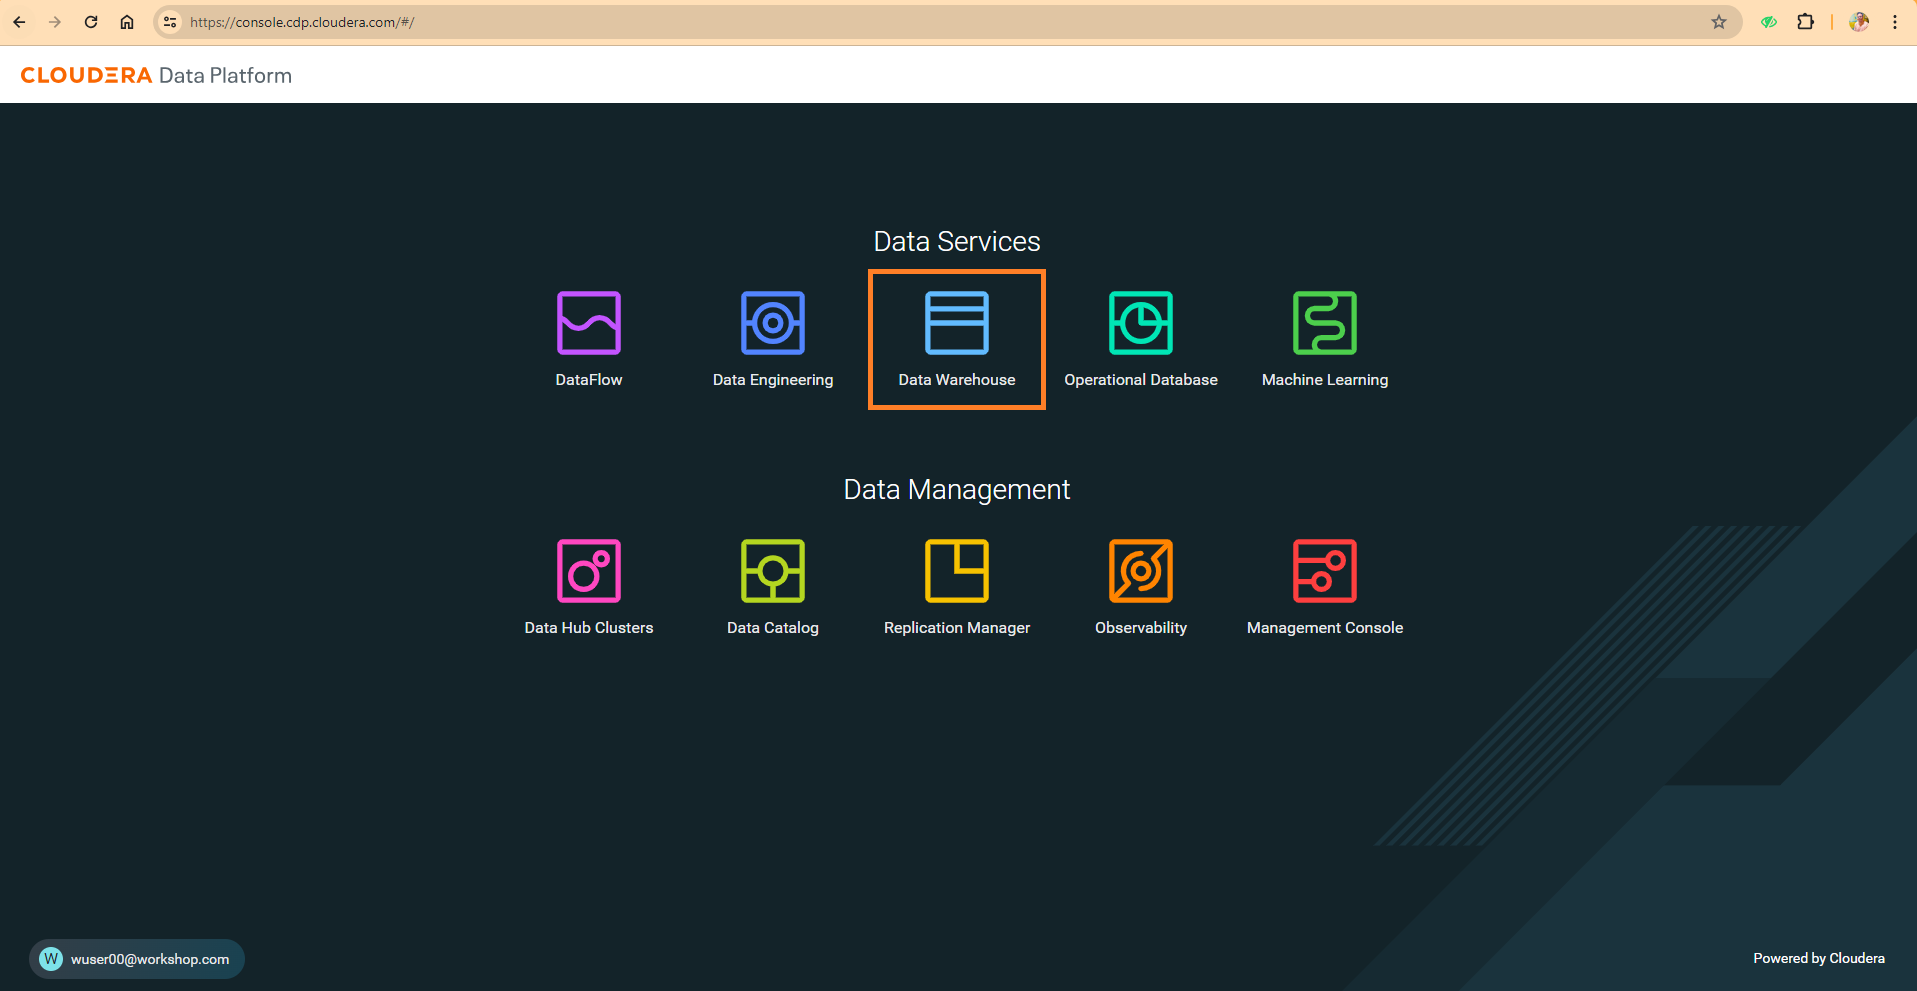 https://console.cdp.cloudera.com/#/
CLOUDERA Data Platform
Data Services
DataFlow
Data Engineering
Data Warehouse
Operational Database
Machine Learning
Data Management
Data Hub Clusters
Data Catalog
Replication Manager
Observability
Management Console
W wuser00@workshop.com
Powered by Cloudera